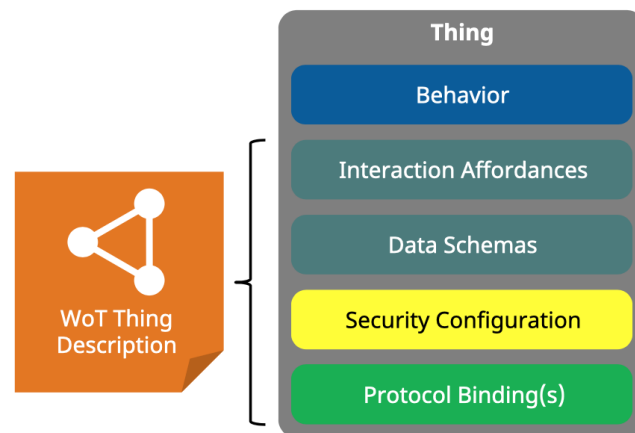 Thing
Behavior
Interaction Affordances
Data Schemas
Security Configuration
Protocol Binding(s)
WoT Thing
Description